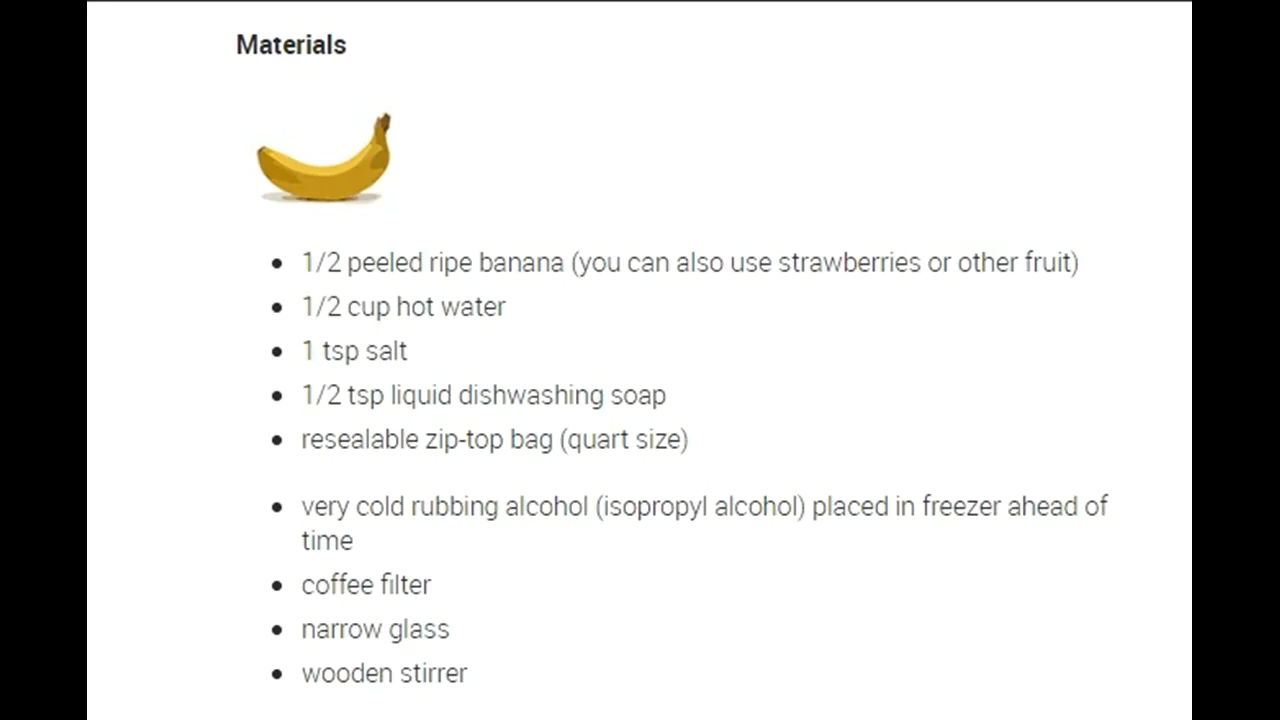 Materials
• 1/2 peeled ripe banana (you can also use strawberries or other fruit)
• 1/2 cup hot water
• 1 tsp salt
• 1/2 tsp liquid dishwashing soap
• resealable zip-top bag (quart size)
• very cold rubbing alcohol (isopropyl alcohol) placed in freezer ahead of
time
• coffee filter
• narrow glass
• wooden stirrer